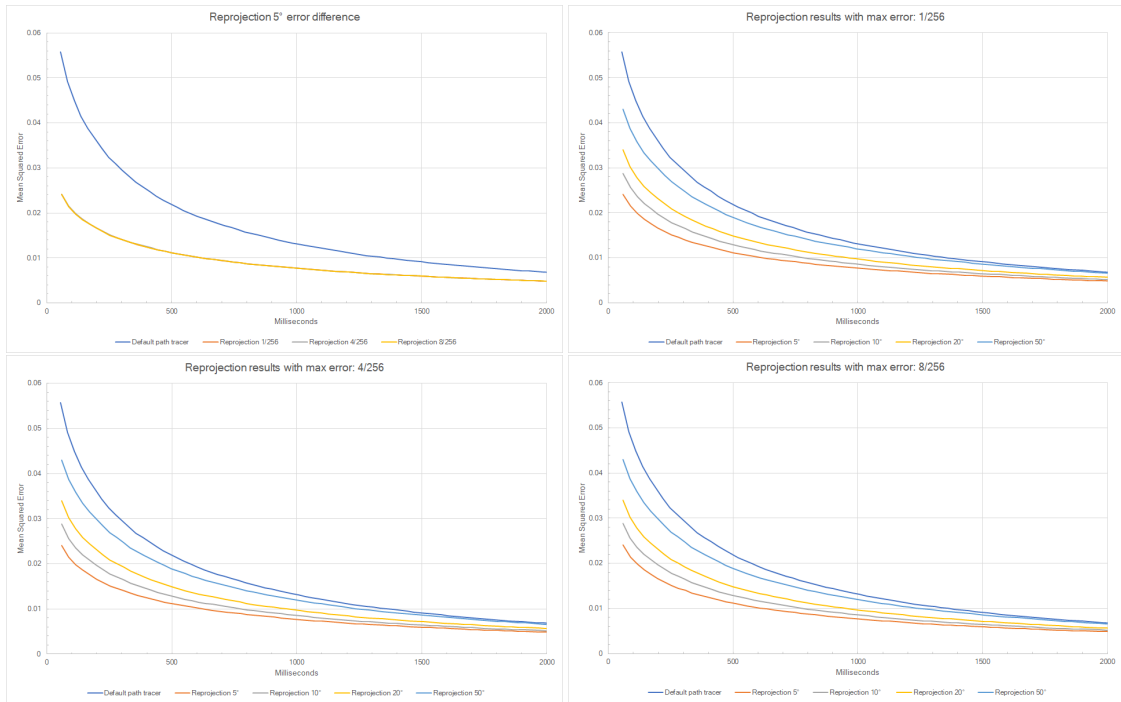 Reprojection 5° error difference
0.06
0.05
0.04
0.03
0.02
0.01
0
Mean Squared Error
0 500 1000 1500 2000
Milliseconds
Default path tracer Reprojection 1/256 Reprojection 4/256 Reprojection 8/256
Reprojection results with max error: 1/256
0.06
0.05
0.04
0.03
0.02
0.01
0
Mean Squared Error
0 500 1000 1500 2000
Milliseconds
Default path tracer Reprojection 5° Reprojection 10° Reprojection 20° Reprojection 50°
Reprojection results with max error: 4/256
0.06
0.05
0.04
0.03
0.02
0.01
0
Mean Squared Error
0 500 1000 1500 2000
Milliseconds
Default path tracer Reprojection 5° Reprojection 10° Reprojection 20° Reprojection 50°
Reprojection results with max error: 8/256
0.06
0.05
0.04
0.03
0.02
0.01
0
Mean Squared Error
0 500 1000 1500 2000
Milliseconds
Default path tracer Reprojection 5° Reprojection 10° Reprojection 20° Reprojection 50°